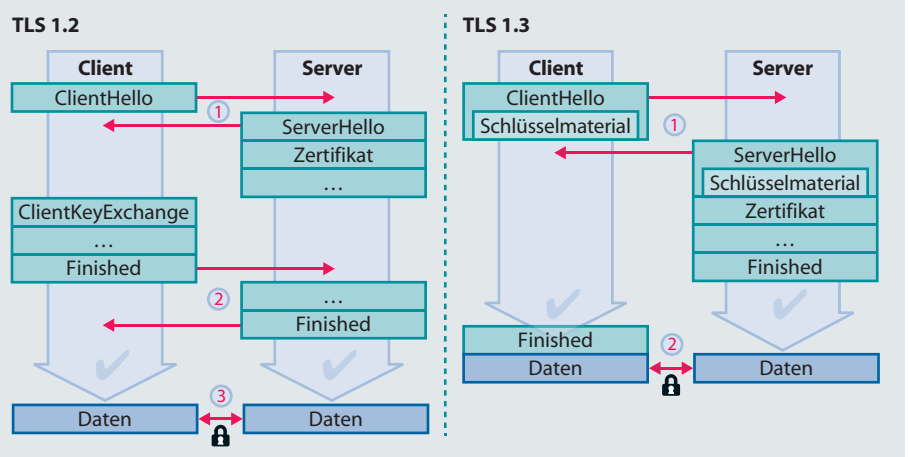 TLS 1.2
Client
Server
ClientHello
1
ServerHello
Zertifikat
...
ClientKeyExchange
...
Finished
2
...
Finished
3
Daten
Daten
TLS 1.3
Client
Server
ClientHello
Schlüsselmaterial
1
ServerHello
Schlüsselmaterial
Zertifikat
...
Finished
Finished
2
Daten
Daten